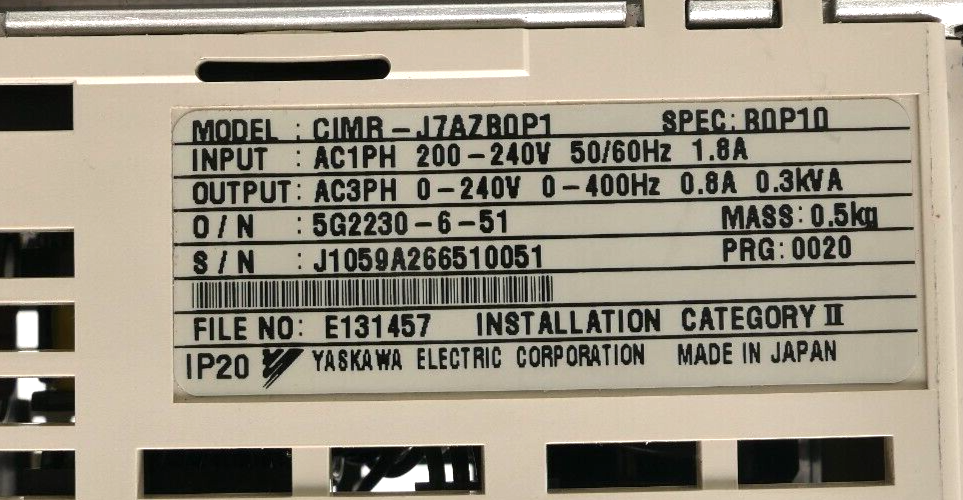 MODEL : CIMR-J7AZB0P1 SPEC: B0P10
INPUT : AC1PH 200-240V 50/60Hz 1.8A
OUTPUT: AC3PH 0-240V 0-400Hz 0.8A 0.3kVA
O/N : 5G2230-6-51 MASS: 0.5kg
S/N : J1059A266510051 PRG: 0020
FILE NO: E131457 INSTALLATION CATEGORY II
IP20 YASKAWA ELECTRIC CORPORATION MADE IN JAPAN